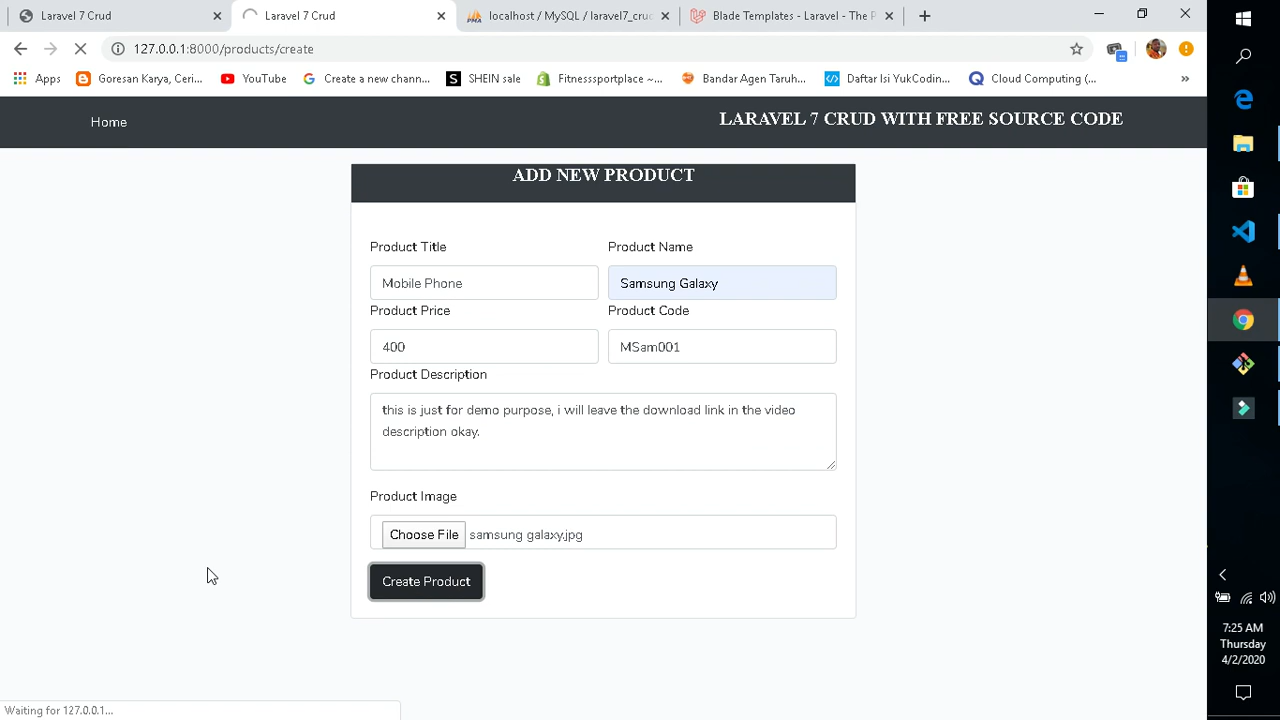 Laravel 7 Crud
Laravel 7 Crud
localhost / MySQL / laravel7_cruc
Blade Templates - Laravel - The P
127.0.0.1:8000/products/create
Apps
Goresan Karya, Ceri...
YouTube
Create a new chann...
SHEIN sale
Fitnesssportplace ~...
Bantar Agen Taruh...
Daftar Isi YukCodin...
Cloud Computing (...
Home
LARAVEL 7 CRUD WITH FREE SOURCE CODE
ADD NEW PRODUCT
Product Title
Product Name
Mobile Phone
Samsung Galaxy
Product Price
Product Code
400
MSam001
Product Description
this is just for demo purpose, i will leave the download link in the video
description okay.
Product Image
Choose File samsung galaxy.jpg
Create Product
Waiting for 127.0.0.1...
7:25 AM
Thursday
4/2/2020